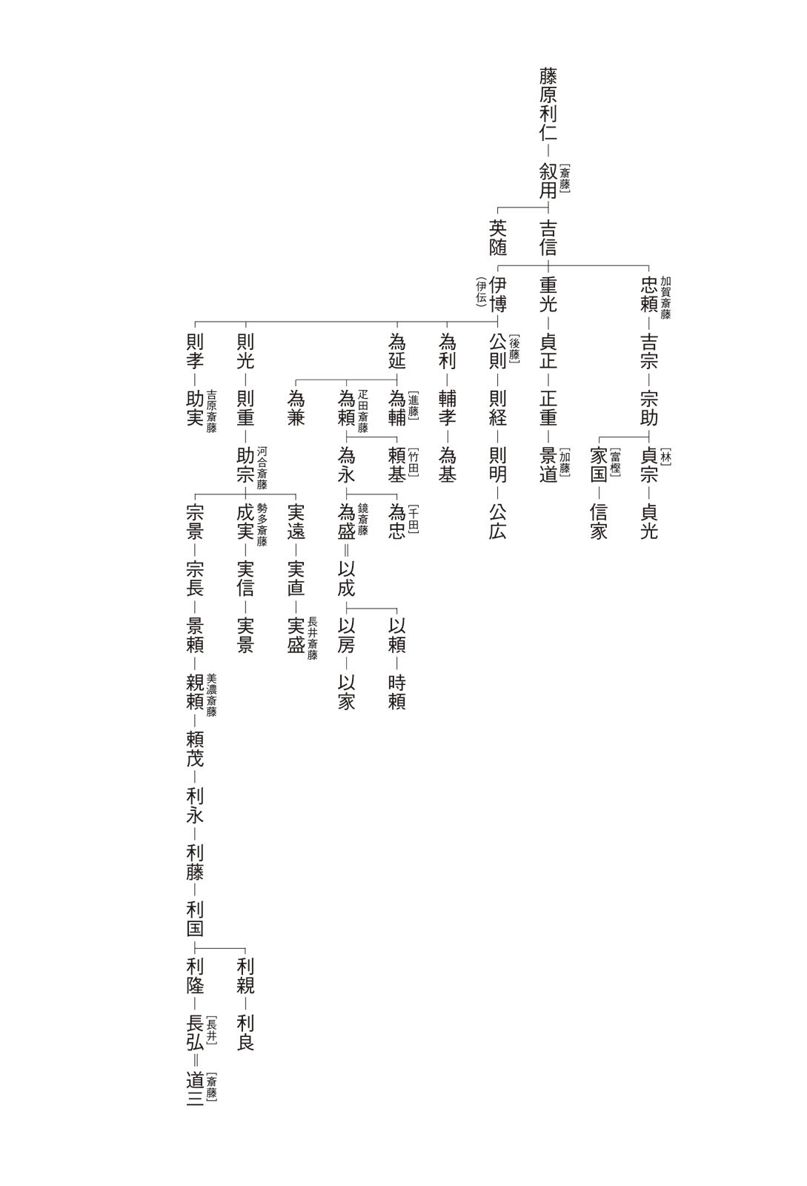 藤原利仁
叙用
［斎藤］
吉信
英随
忠頼
加賀斎藤
吉宗
宗助
貞宗
［林］
貞光
家国
［富樫］
信家
重光
貞正
正重
景道
［加藤］
伊博
（伊伝）
公則
［後藤］
則経
則明
公広
為利
輔孝
為基
為延
為輔
［進藤］
為頼
疋田斎藤
頼基
［竹田］
為永
為忠
［千田］
為盛
鏡斎藤
以成
以頼
時頼
以房
以家
為兼
則光
則重
助宗
河合斎藤
実遠
実直
実盛
長井斎藤
成実
勢多斎藤
実信
実景
宗景
宗長
景頼
親頼
美濃斎藤
頼茂
利永
利藤
利国
利親
利良
利隆
長弘
［長井］
道三
［斎藤］
則孝
助実
吉原斎藤